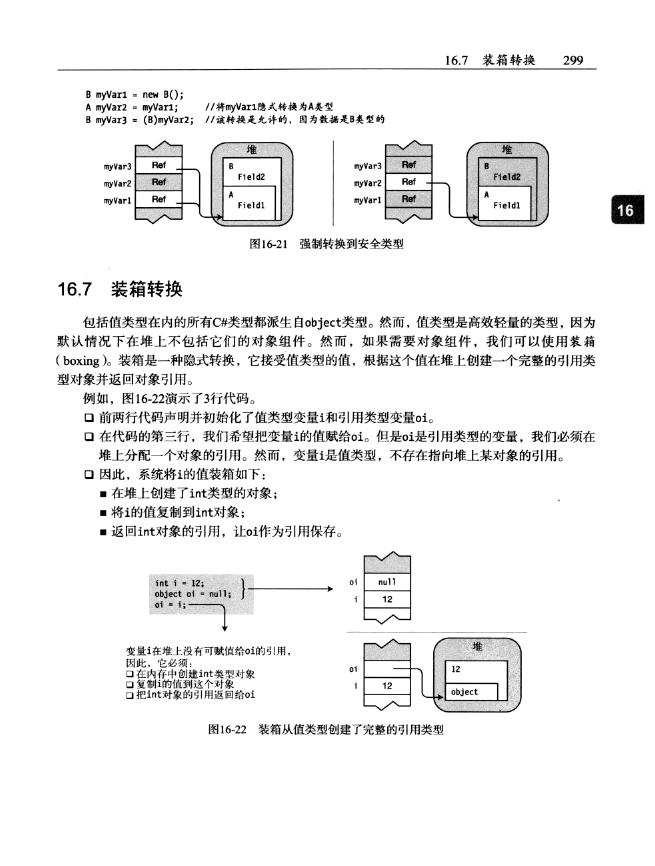 16.7 装箱转换 299
B myVar1 = new B();
A myVar2 = myVar1; //将myVar1隐式转换为A类型
B myVar3 = (B)myVar2; //该转换是允许的，因为数据是B类型的
堆
myVar3 Ref
B
Field2
myVar2 Ref
A
myVar1 Ref
Field1
堆
myVar3 Ref
B
Field2
myVar2 Ref
A
myVar1 Ref
Field1
16
图16-21 强制转换到安全类型
16.7 装箱转换
包括值类型在内的所有C#类型都派生自object类型。然而，值类型是高效轻量的类型，因为
默认情况下在堆上不包括它们的对象组件。然而，如果需要对象组件，我们可以使用装箱
（boxing）。装箱是一种隐式转换，它接受值类型的值，根据这个值在堆上创建一个完整的引用类
型对象并返回对象引用。
例如，图16-22演示了3行代码。
❑ 前两行代码声明并初始化了值类型变量i和引用类型变量oi。
❑ 在代码的第三行，我们希望把变量i的值赋给oi。但是oi是引用类型的变量，我们必须在
堆上分配一个对象的引用。然而，变量i是值类型，不存在指向堆上某对象的引用。
❑ 因此，系统将i的值装箱如下：
■ 在堆上创建了int类型的对象；
■ 将i的值复制到int对象；
■ 返回int对象的引用，让oi作为引用保存。
int i = 12;
object oi = null;
oi = i;
oi null
i 12
变量i在堆上没有可赋值给oi的引用，
因此，它必须：
❑ 在内存中创建int类型对象
❑ 复制i的值到这个对象
❑ 把int对象的引用返回给oi
堆
oi
12
i 12
object
图16-22 装箱从值类型创建了完整的引用类型